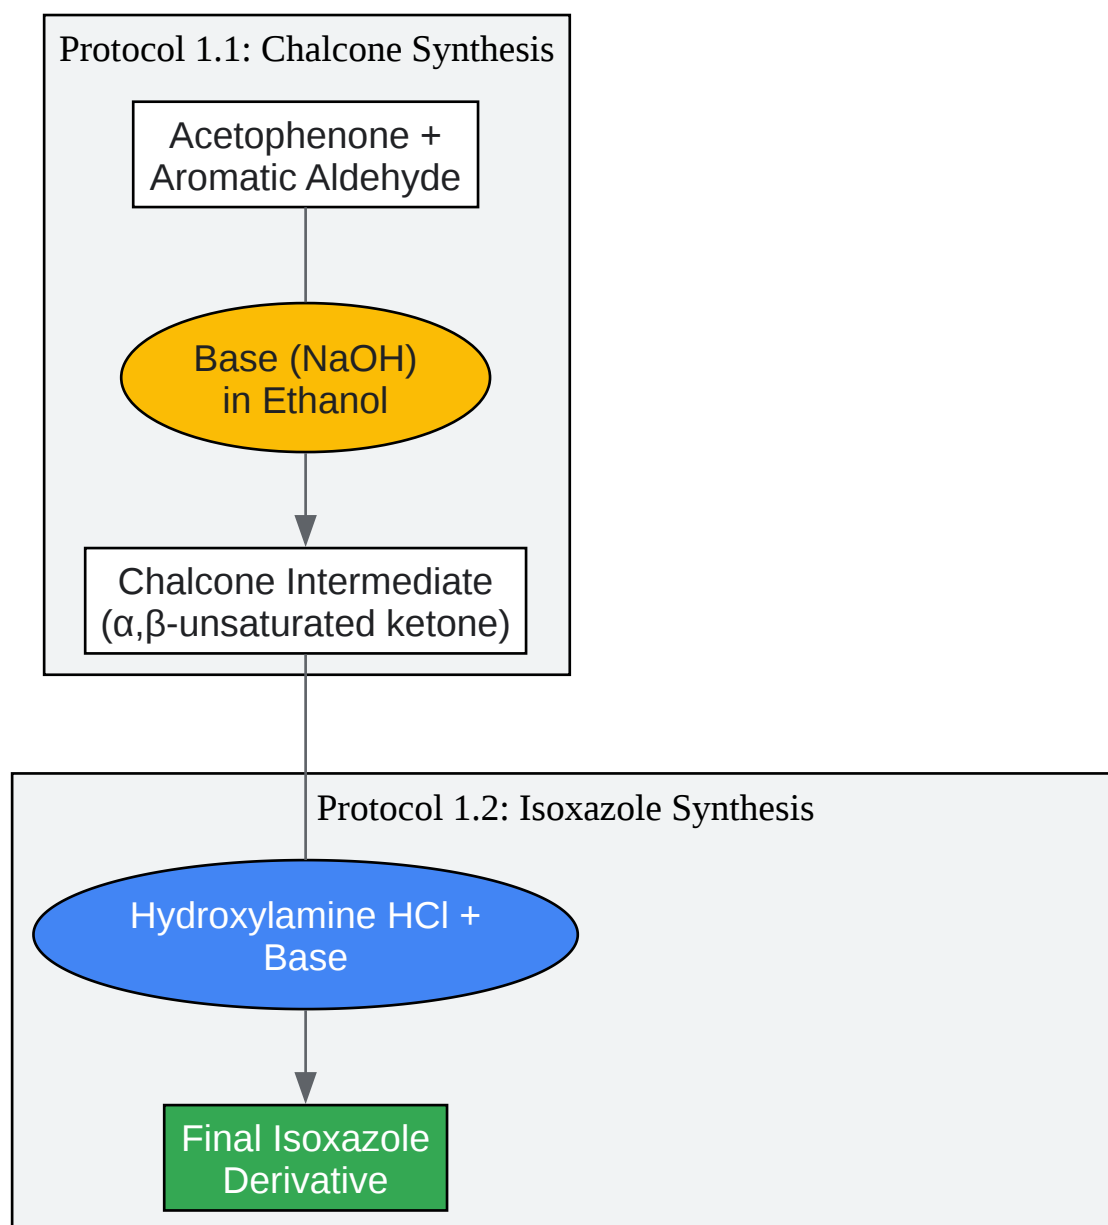 Protocol 1.1: Chalcone Synthesis
Acetophenone +
Aromatic Aldehyde
Base (NaOH)
in Ethanol
Chalcone Intermediate
(α,β-unsaturated ketone)
Protocol 1.2: Isoxazole Synthesis
Hydroxylamine HCl +
Base
Final Isoxazole
Derivative